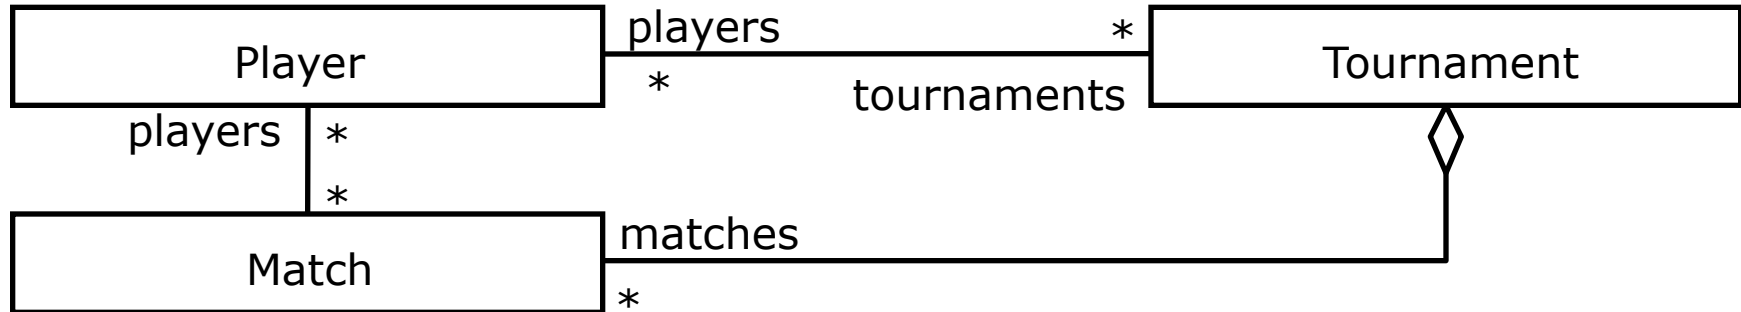 Player
players
*
*
tournaments
Tournament
players
*
*
Match
matches
*